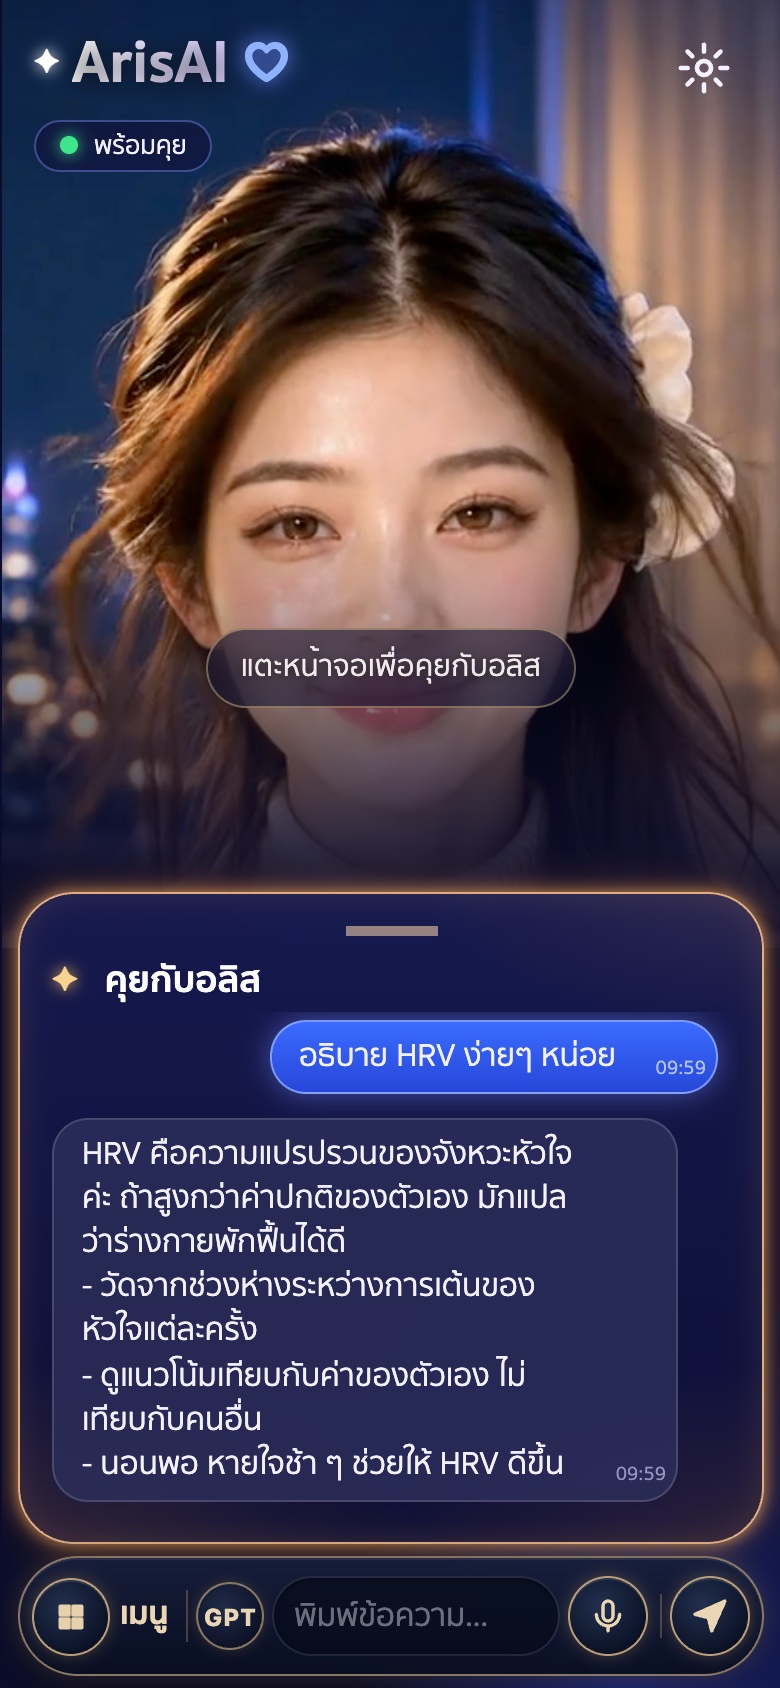 ArisAI
พร้อมคุย
แตะหน้าจอเพื่อคุยกับอลิส
คุยกับอลิส
อธิบาย HRV ง่ายๆ หน่อย
09:59
HRV คือความแปรปรวนของจังหวะหัวใจ
ค่ะ ถ้าสูงกว่าค่าปกติของตัวเอง มักแปล
ว่าร่างกายพักฟื้นได้ดี
- วัดจากช่วงห่างระหว่างการเต้นของ
หัวใจแต่ละครั้ง
- ดูแนวโน้มเทียบกับค่าของตัวเอง ไม่
เทียบกับคนอื่น
- นอนพอ หายใจช้า ๆ ช่วยให้ HRV ดีขึ้น
09:59
เมนู
GPT
พิมพ์ข้อความ...